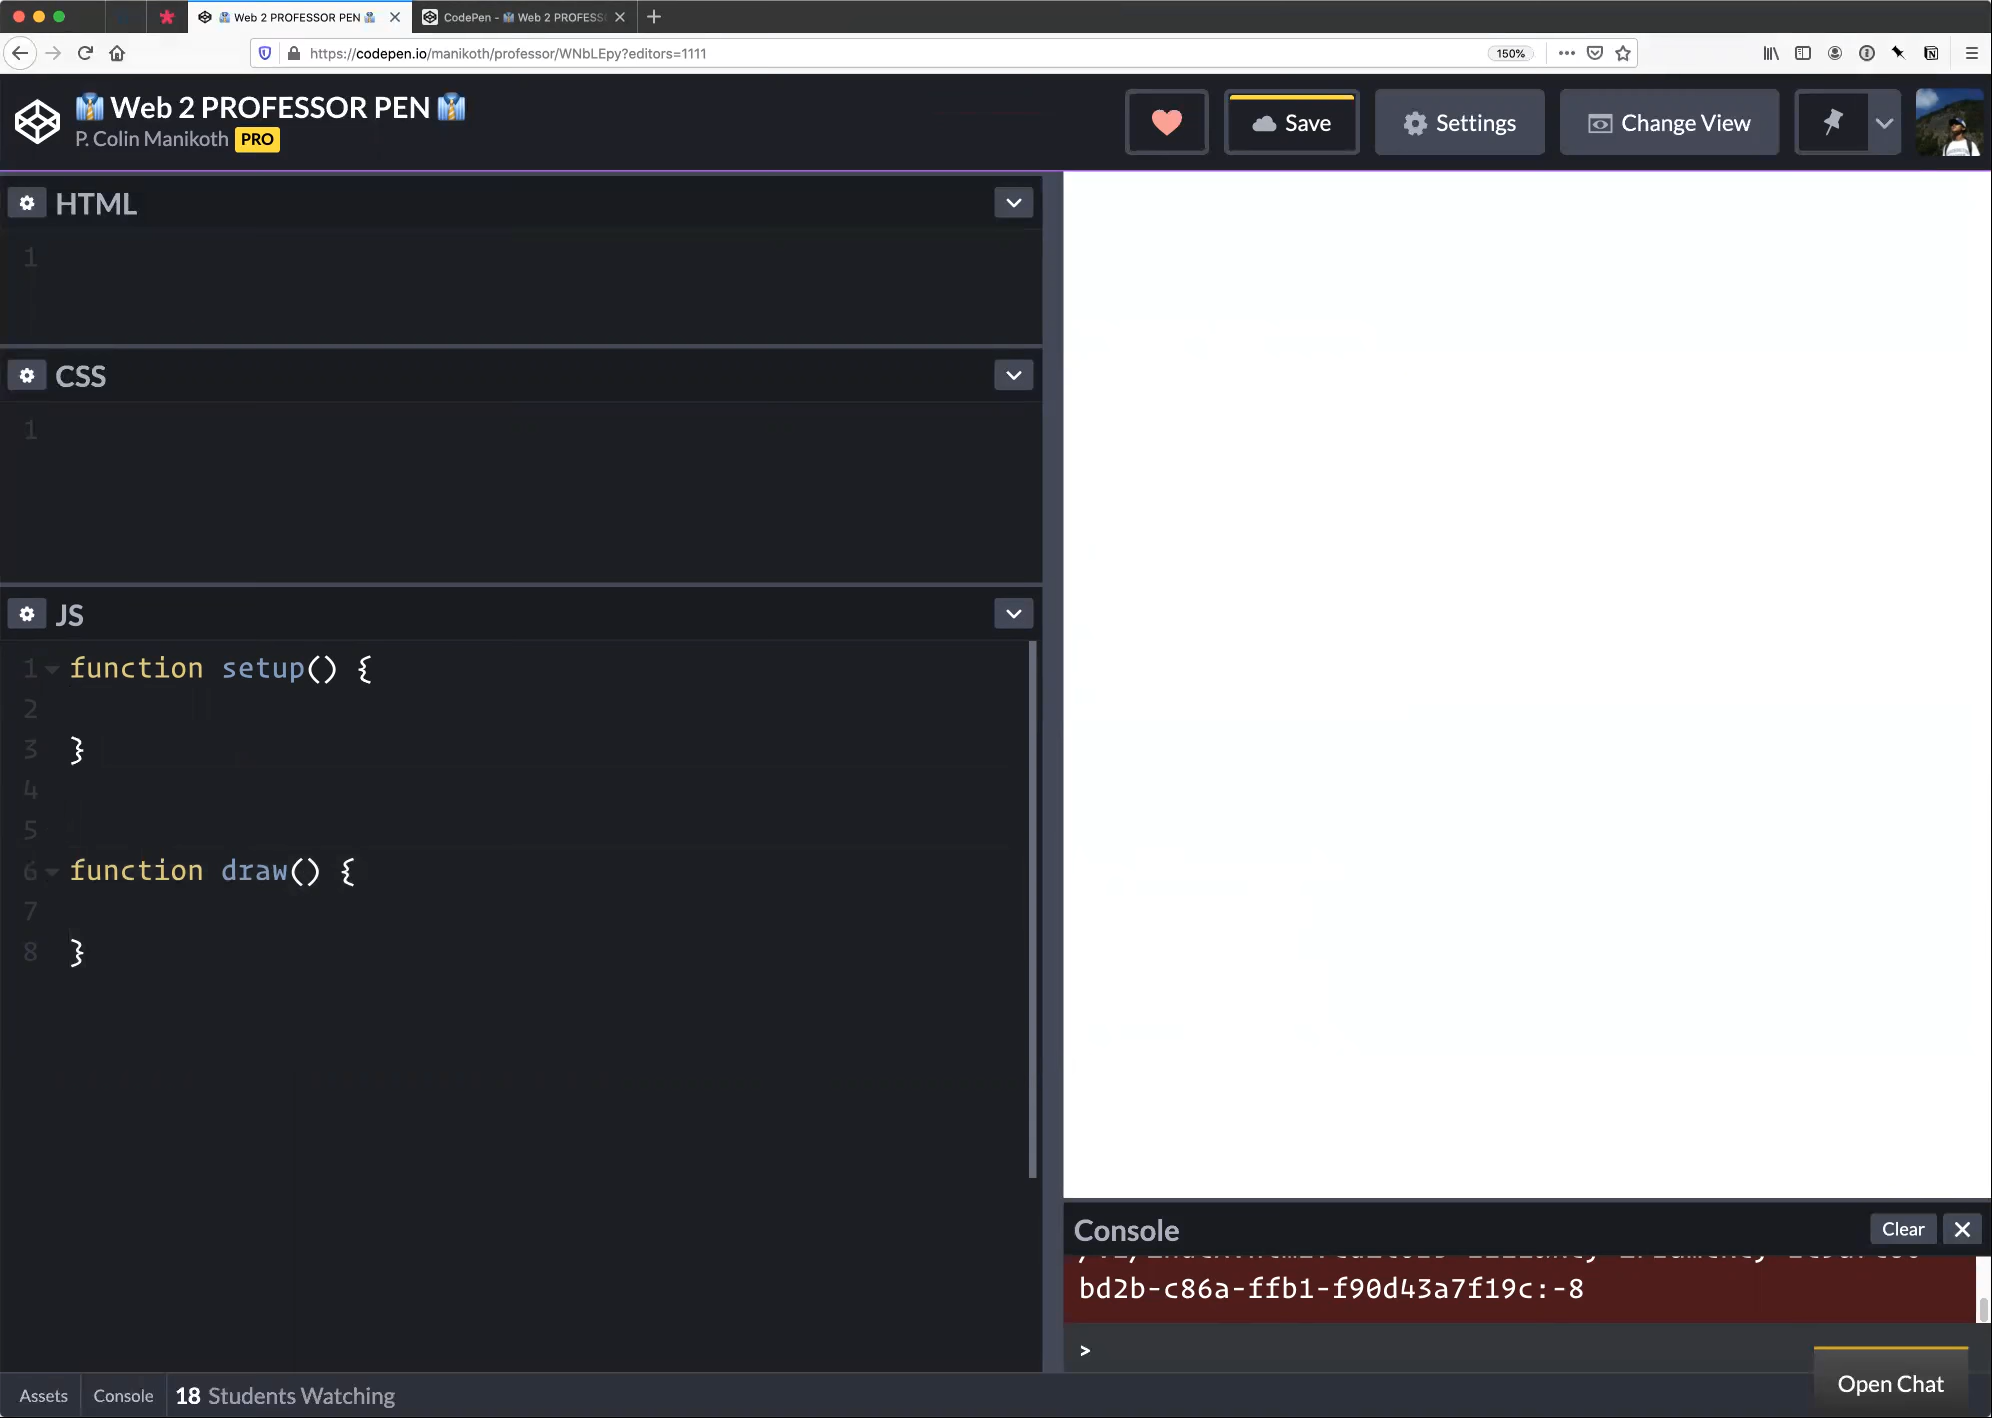 Web 2 PROFESSOR PEN
CodePen - Web 2 PROFESS
https://codepen.io/manikoth/professor/WNbLEpy?editors=1111
150%
Web 2 PROFESSOR PEN
P. Colin Manikoth PRO
Save
Settings
Change View
HTML
1
CSS
1
JS
1 function setup() {
2
3 }
4
5
6 function draw() {
7
8 }
Console
Clear
bd2b-c86a-ffb1-f90d43a7f19c:-8
>
Assets
Console
18 Students Watching
Open Chat